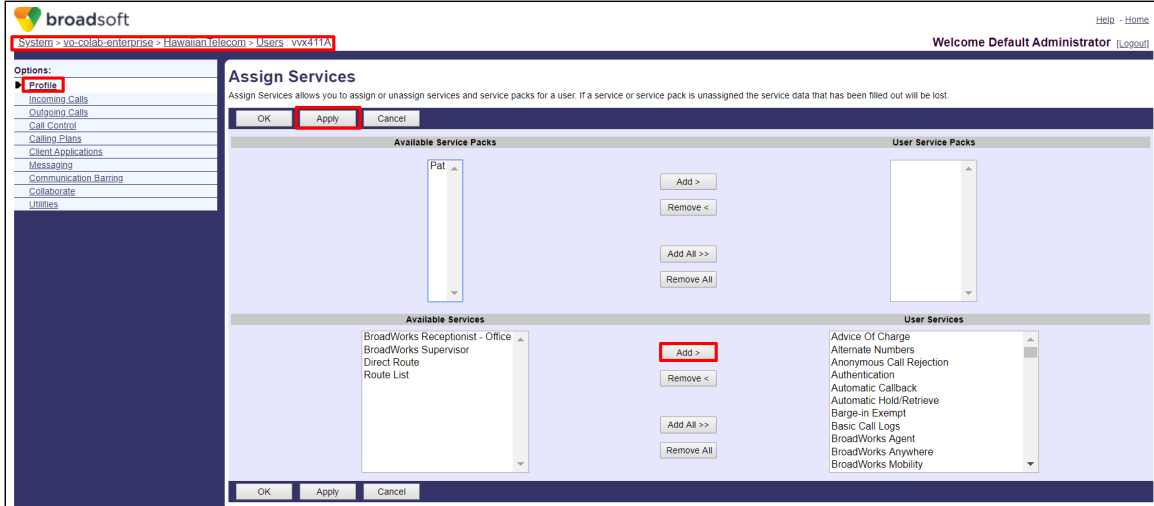 broadsoft
Help - Home
System > vo-colab-enterprise > HawaiianTelecom > Users : vvx411A
Welcome Default Administrator [Logout]
Options:
Profile
Incoming Calls
Outgoing Calls
Call Control
Calling Plans
Client Applications
Messaging
Communication Barring
Collaborate
Utilities
Assign Services
Assign Services allows you to assign or unassign services and service packs for a user. If a service or service pack is unassigned the service data that has been filled out will be lost.
OK Apply Cancel
Available Service Packs User Service Packs
Pat
Add >
Remove <
Add All >>
Remove All
Available Services User Services
BroadWorks Receptionist - Office
BroadWorks Supervisor
Direct Route
Route List
Add >
Remove <
Add All >>
Remove All
Advice Of Charge
Alternate Numbers
Anonymous Call Rejection
Authentication
Automatic Callback
Automatic Hold/Retrieve
Barge-in Exempt
Basic Call Logs
BroadWorks Agent
BroadWorks Anywhere
BroadWorks Mobility
OK Apply Cancel